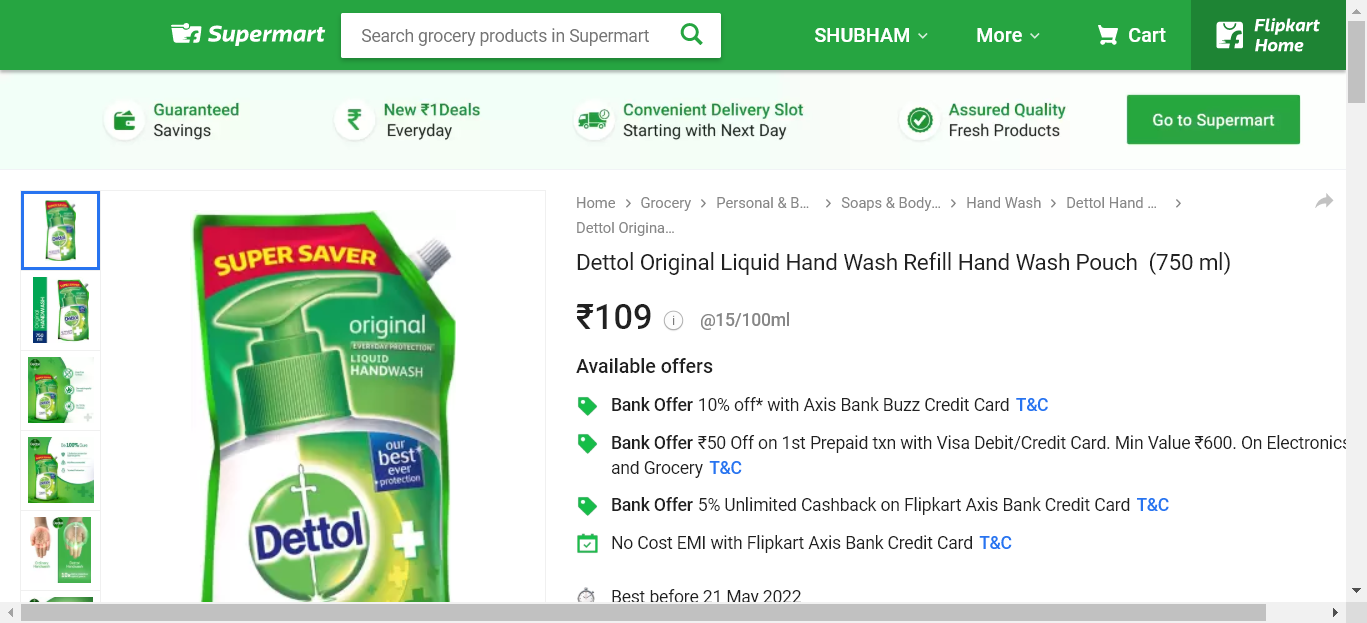 Supermart
Search grocery products in Supermart
SHUBHAM
More
Cart
Flipkart
Home
Guaranteed
Savings
New ₹1Deals
Everyday
Convenient Delivery Slot
Starting with Next Day
Assured Quality
Fresh Products
Go to Supermart
Home > Grocery > Personal & B... > Soaps & Body... > Hand Wash > Dettol Hand ... >
Dettol Origina...
Dettol Original Liquid Hand Wash Refill Hand Wash Pouch (750 ml)
₹109 i @15/100ml
Available offers
Bank Offer 10% off* with Axis Bank Buzz Credit Card T&C
Bank Offer ₹50 Off on 1st Prepaid txn with Visa Debit/Credit Card. Min Value ₹600. On Electronics
and Grocery T&C
Bank Offer 5% Unlimited Cashback on Flipkart Axis Bank Credit Card T&C
No Cost EMI with Flipkart Axis Bank Credit Card T&C
Best before 21 May 2022
SUPER SAVER
original
EVERYDAY PROTECTION
LIQUID
HANDWASH
our
best
ever
+protection
Dettol